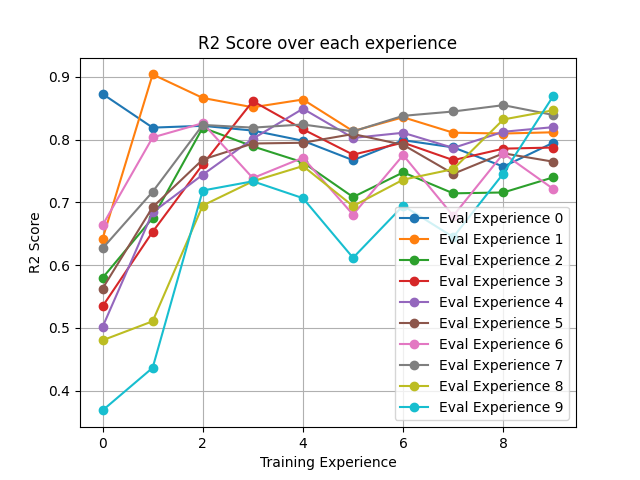 R2 Score over each experience
0.9
0.8
0.7
0.6
0.5
0.4
R2 Score
0
2
4
6
8
Training Experience
Eval Experience 0
Eval Experience 1
Eval Experience 2
Eval Experience 3
Eval Experience 4
Eval Experience 5
Eval Experience 6
Eval Experience 7
Eval Experience 8
Eval Experience 9